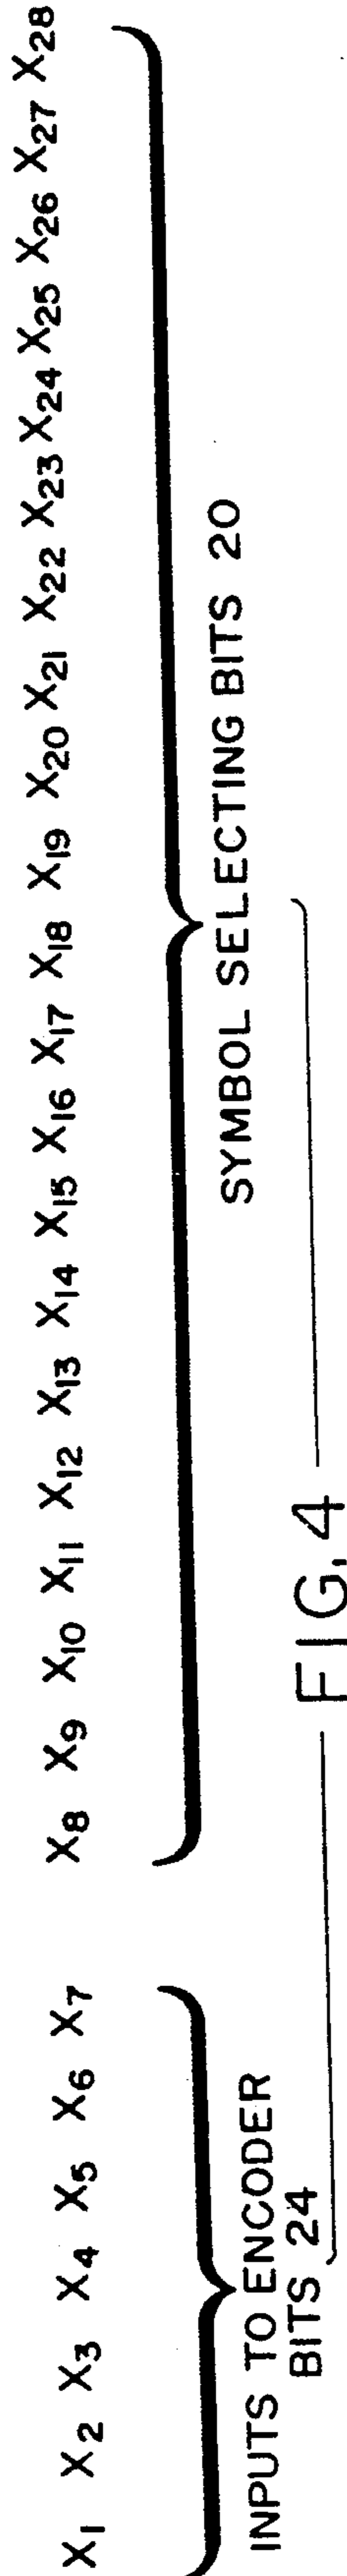 X₁ X₂ X₃ X₄ X₅ X₆ X₇ X₈ X₉ X₁₀ X₁₁ X₁₂ X₁₃ X₁₄ X₁₅ X₁₆ X₁₇ X₁₈ X₁₉ X₂₀ X₂₁ X₂₂ X₂₃ X₂₄ X₂₅ X₂₆ X₂₇ X₂₈
INPUTS TO ENCODER
BITS 24
SYMBOL SELECTING BITS 20
FIG. 4